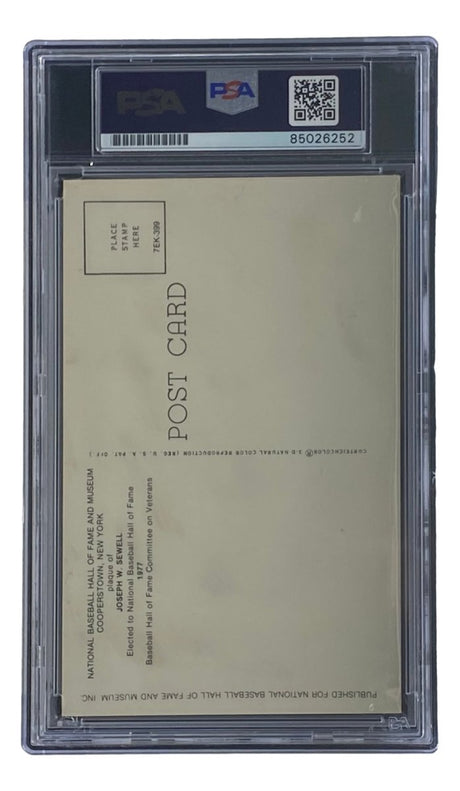 PSA
PSA
85026252
PLACE
STAMP
HERE
7EK-399
POST CARD
CURTEICHCOLOR® 3-D NATURAL COLOR REPRODUCTION (REG. U. S. A. PAT. OFF.)
NATIONAL BASEBALL HALL OF FAME AND MUSEUM
COOPERSTOWN, NEW YORK
plaque of
JOSEPH W. SEWELL
Elected to National Baseball Hall of Fame
1977
Baseball Hall of Fame Committee on Veterans
PUBLISHED FOR NATIONAL BASEBALL HALL OF FAME AND MUSEUM INC.